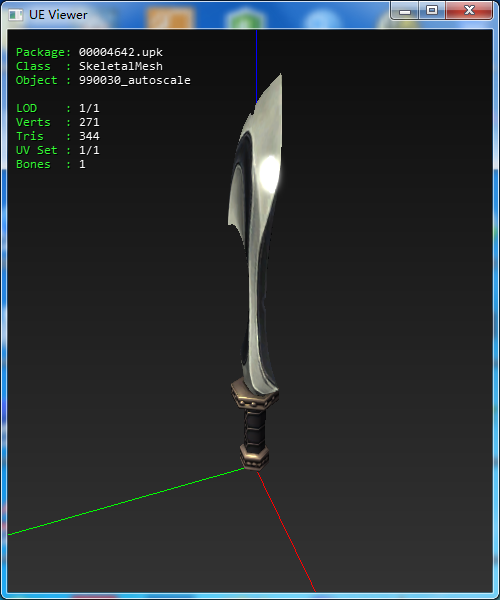 UE Viewer
Package: 00004642.upk
Class : SkeletalMesh
Object : 990030_autoscale
LOD : 1/1
Verts : 271
Tris : 344
UV Set : 1/1
Bones : 1